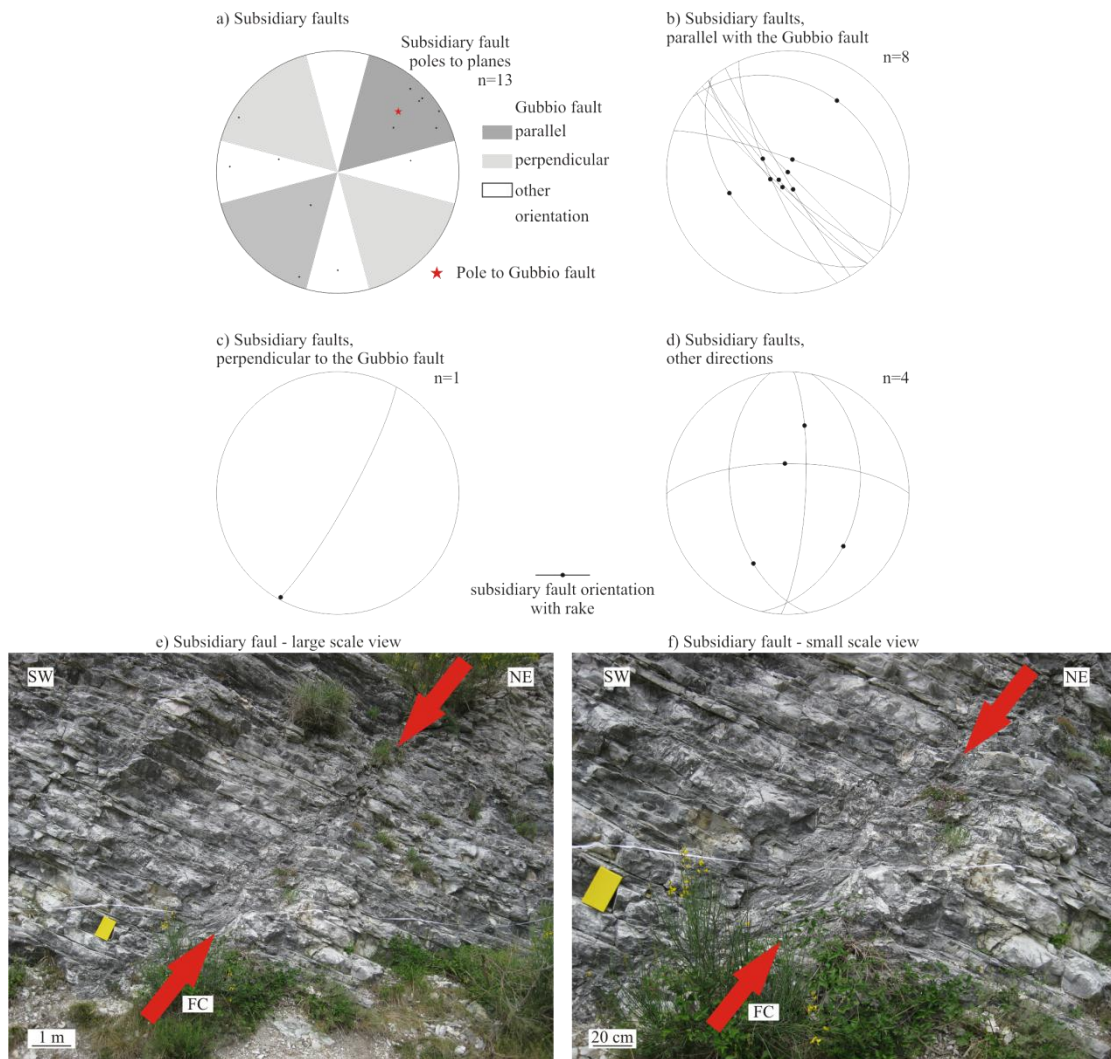 a) Subsidiary faults
Subsidiary fault
poles to planes
n=13
Gubbio fault
parallel
perpendicular
other
orientation
Pole to Gubbio fault
b) Subsidiary faults,
parallel with the Gubbio fault
n=8
c) Subsidiary faults,
perpendicular to the Gubbio fault
n=1
d) Subsidiary faults,
other directions
n=4
subsidiary fault orientation
with rake
e) Subsidiary faul - large scale view
SW
NE
FC
1 m
f) Subsidiary fault - small scale view
SW
NE
FC
20 cm